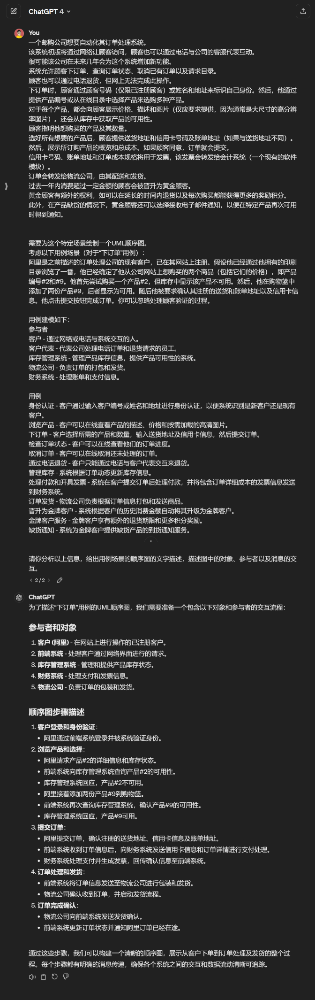 ChatGPT 4
You
一个邮购公司想要自动化其订单处理系统。
该系统初版将通过网络让顾客访问，顾客也可以通过电话与公司的客服代表互动。
很可能该公司在未来几年会为这个系统增加新功能。
系统允许顾客下订单、查询订单状态、取消已有订单以及请求目录。
顾客也可以通过电话退货，但网上无法完成此操作。
下订单时，顾客通过顾客号码（仅限已注册顾客）或姓名和地址来标识自己身份。然后，他通过
提供产品编号或从在线目录中选择产品来选购多种产品。
对于每个产品，都会向顾客展示价格、描述和图片（仅应要求提供，因为通常是大尺寸的高分辨
率图片）。还会从库存中获取产品的可用性。
顾客指明他想购买的产品及其数量。
选好所有想要的产品后，顾客提供送货地址和信用卡号码及账单地址（如果与送货地址不同）。
然后，展示所订购产品的概览和总成本。如果顾客同意，订单就会提交。
信用卡号码、账单地址和订单成本规格将用于发票，该发票会转发给会计系统（一个现有的软件
模块）。
订单会转发给物流公司，由其配送和发货。
过去一年内消费超过一定金额的顾客会被晋升为黄金顾客。
黄金顾客有额外的权利，如可以在延长的时间内退货以及每次购买都能获得更多的奖励积分。
此外，在产品缺货的情况下，黄金顾客还可以选择接收电子邮件通知，以便在特定产品再次可用
时得到通知。
需要为这个特定场景绘制一个UML顺序图。
考虑以下用例场景（对于“下订单”用例）：
阿里是之前描述的订单处理公司的现有客户，已在其网站上注册。假设他已经通过他拥有的印刷
目录浏览了一番，他已经确定了他从公司网站上想购买的两个商品（包括它们的价格），即产品
编号#2和#9。他首先尝试购买一个产品#2，但库存中显示该产品不可用。然后，他在购物篮中
添加了两份产品#9，后者显示为可用。随后他被要求确认其注册的送货和账单地址以及信用卡信
息。他点击提交按钮完成订单。你可以忽略处理顾客验证的过程。
用例建模如下：
参与者
客户 - 通过网络或电话与系统交互的人。
客户代表 - 代表公司处理电话订单和退货请求的员工。
库存管理系统 - 管理产品库存信息，提供产品可用性的系统。
物流公司 - 负责订单的打包和发货。
财务系统 - 处理账单和支付信息。
用例
身份认证 - 客户通过输入客户编号或姓名和地址进行身份认证，以便系统识别是新客户还是现有
客户。
浏览产品 - 客户可以在线查看产品的描述、价格和按需加载的高清图片。
下订单 - 客户选择所需的产品和数量，输入送货地址及信用卡信息，然后提交订单。
检查订单状态 - 客户可以在线查看他们的订单进度。
取消订单 - 客户可以在线取消还未处理的订单。
通过电话退货 - 客户只能通过电话与客户代表交互来退货。
管理库存 - 系统根据订单动态更新库存信息。
处理付款和开具发票 - 系统在客户提交订单后处理付款，并将包含订单详细成本的发票信息发送
到财务系统。
订单发货 - 物流公司负责根据订单信息打包和发送商品。
晋升为金牌客户 - 系统根据客户的历史消费金额自动将其升级为金牌客户。
金牌客户服务 - 金牌客户享有额外的退货期限和更多积分奖励。
缺货通知 - 系统为金牌客户提供缺货产品的到货通知服务。
请你分析以上信息，给出用例场景的顺序图的文字描述，描述图中的对象、参与者以及消息的交
互。
2 / 2
ChatGPT
为了描述“下订单”用例的UML顺序图，我们需要准备一个包含以下对象和参与者的交互流程：
参与者和对象
1. 客户 (阿里) - 在网站上进行操作的已注册客户。
2. 前端系统 - 处理客户通过网络界面进行的请求。
3. 库存管理系统 - 管理和提供产品库存状态。
4. 财务系统 - 处理支付和发票信息。
5. 物流公司 - 负责订单的包装和发货。
顺序图步骤描述
1. 客户登录和身份验证：
• 阿里通过前端系统登录并被系统验证身份。
2. 浏览产品和选择：
• 阿里请求产品#2的详细信息和库存状态。
• 前端系统向库存管理系统查询产品#2的可用性。
• 库存管理系统回应，产品#2不可用。
• 阿里接着添加两份产品#9到购物篮。
• 前端系统再次查询库存管理系统，确认产品#9的可用性。
• 库存管理系统回应，产品#9可用。
3. 提交订单：
• 阿里提交订单，确认注册的送货地址、信用卡信息及账单地址。
• 前端系统收到订单信息后，向财务系统发送信用卡信息和订单详情进行支付处理。
• 财务系统处理支付并生成发票，回传确认信息至前端系统。
4. 订单处理和发货：
• 前端系统将订单信息发送至物流公司进行包装和发货。
• 物流公司确认收到订单，并启动发货流程。
5. 订单完成确认：
• 物流公司向前端系统发送发货确认。
• 前端系统更新订单状态并通知阿里订单已经在途。
通过这些步骤，我们可以构建一个清晰的顺序图，展示从客户下单到订单处理及发货的整个过
程。每个步骤都有明确的消息传递，确保各个系统之间的交互和数据流动清晰可追踪。